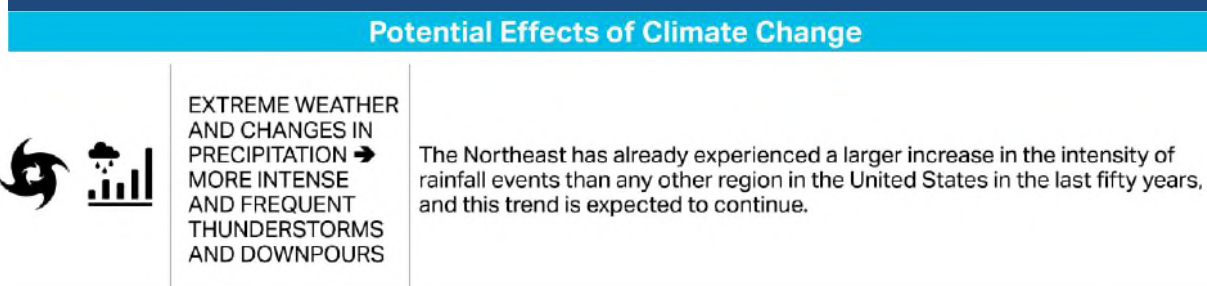 Potential Effects of Climate Change
EXTREME WEATHER
AND CHANGES IN
PRECIPITATION ➔
MORE INTENSE
AND FREQUENT
THUNDERSTORMS
AND DOWNPOURS
The Northeast has already experienced a larger increase in the intensity of
rainfall events than any other region in the United States in the last fifty years,
and this trend is expected to continue.